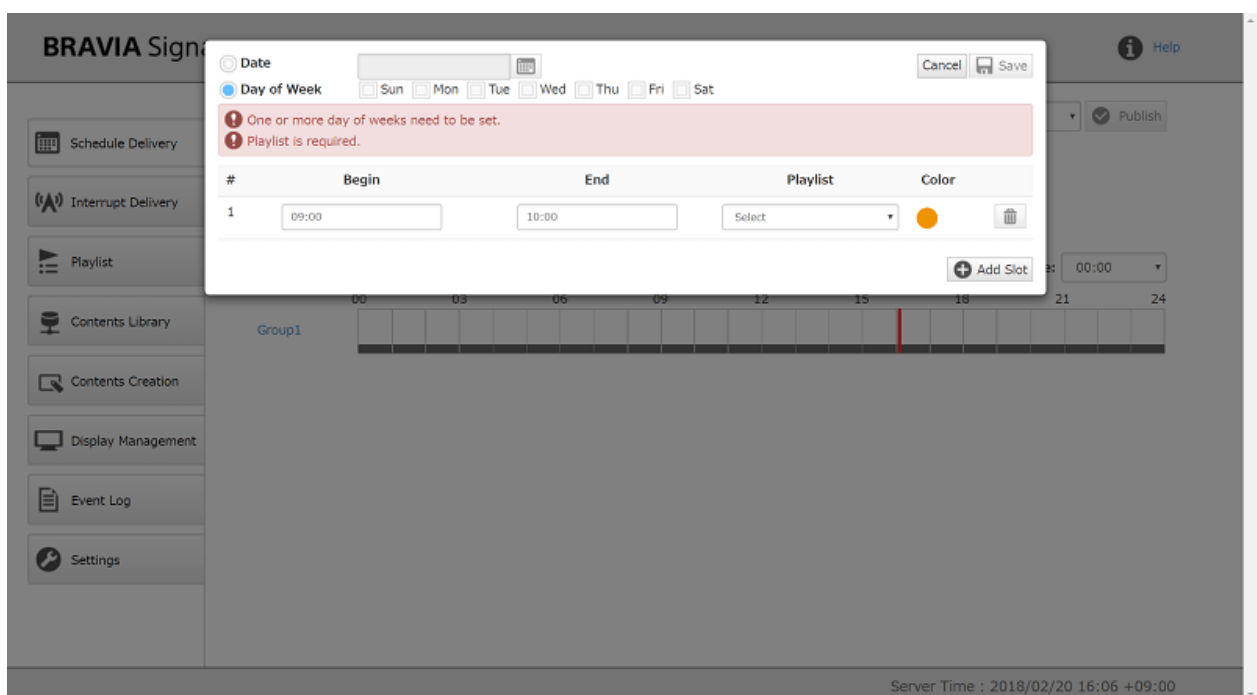 BRAVIA Signa
Help
Date
Cancel
Save
Day of Week
Sun
Mon
Tue
Wed
Thu
Fri
Sat
One or more day of weeks need to be set.
Playlist is required.
Publish
# Begin End Playlist Color
1 09:00 10:00 Select
Add Slot
e: 00:00
Schedule Delivery
Interrupt Delivery
Playlist
Contents Library
Contents Creation
Display Management
Event Log
Settings
00 03 06 09 12 15 18 21 24
Group1
Server Time : 2018/02/20 16:06 +09:00